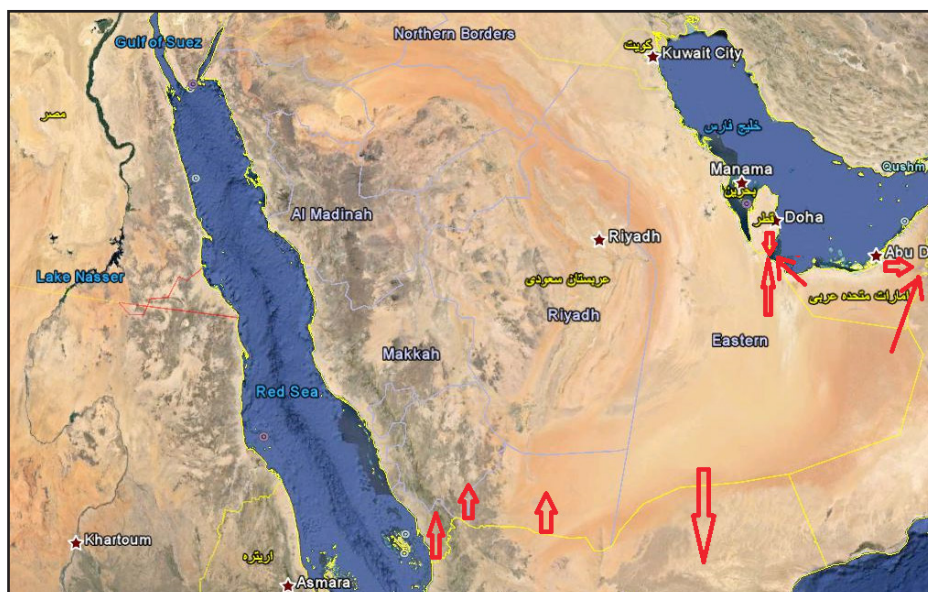 Gulf of Suez
Northern Borders
کویت
Kuwait City
مصر
خلیج فارس
Qushm
Manama
بحرین
Al Madinah
قطر
Doha
Riyadh
Abu D
Lake Nasser
عربستان سعودی
امارات متحده عربی
Riyadh
Eastern
Makkah
Red Sea
Khartoum
اریتره
Asmara